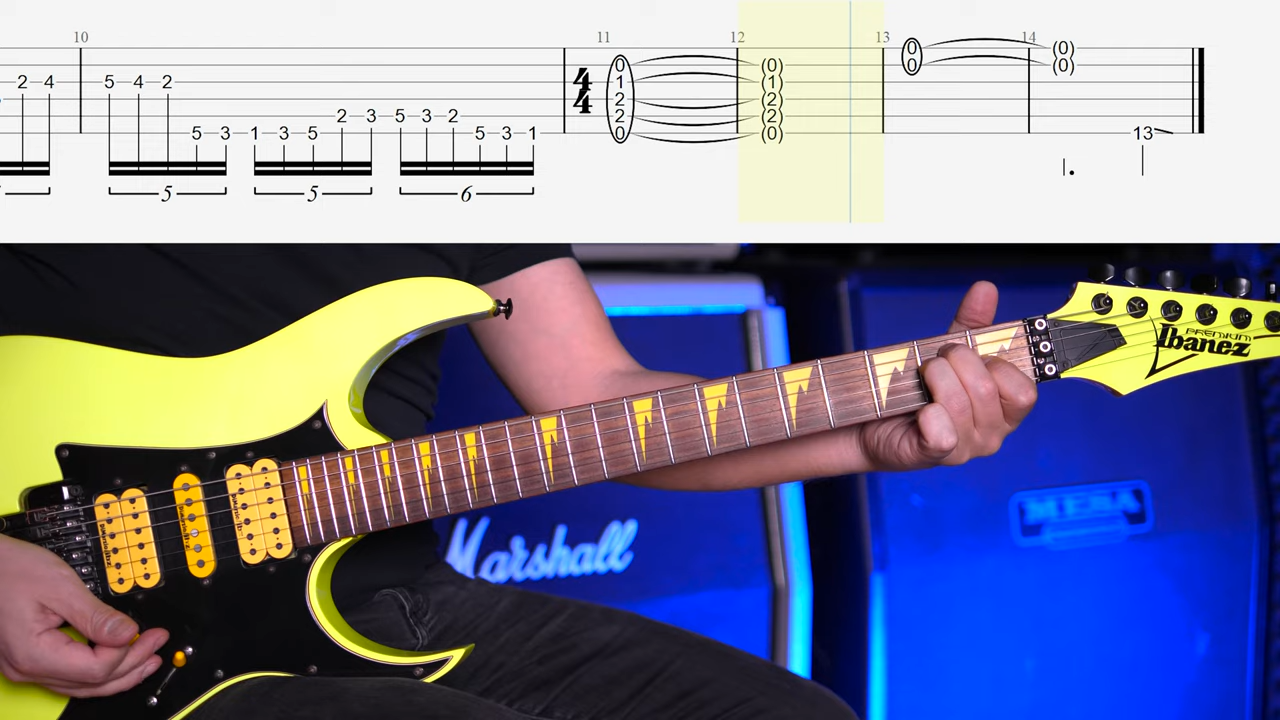 10 11 12 13 14
0 (0)
0 (0) 0 (0)
2 4 5 4 2 4 1 (1)
4 2 (2)
2 3 5 3 2 2 (2)
5 3 1 3 5 5 3 1 0 (0) 13
5 5 6
PREMIUM
Ibanez
MESA
Marshall